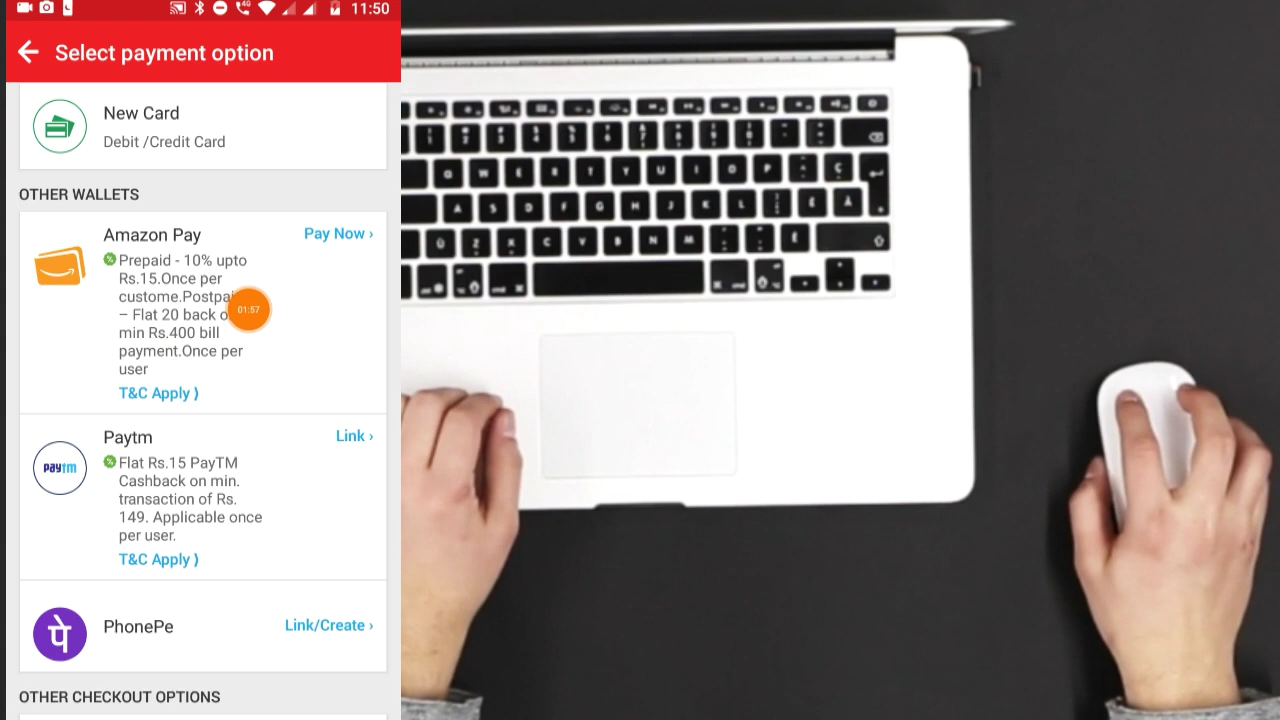 11:50
Select payment option
New Card
Debit /Credit Card
OTHER WALLETS
Amazon Pay
Pay Now ›
Prepaid - 10% upto
Rs.15.Once per
custome.Postpai
01:57
– Flat 20 back o
min Rs.400 bill
payment.Once per
user
T&C Apply ⟩
Paytm
Link ›
paytm
Flat Rs.15 PayTM
Cashback on min.
transaction of Rs.
149. Applicable once
per user.
T&C Apply ⟩
PhonePe
Link/Create ›
पे
OTHER CHECKOUT OPTIONS
Q W E R T Y U I O P
A S D F G H J K L
C V B N M